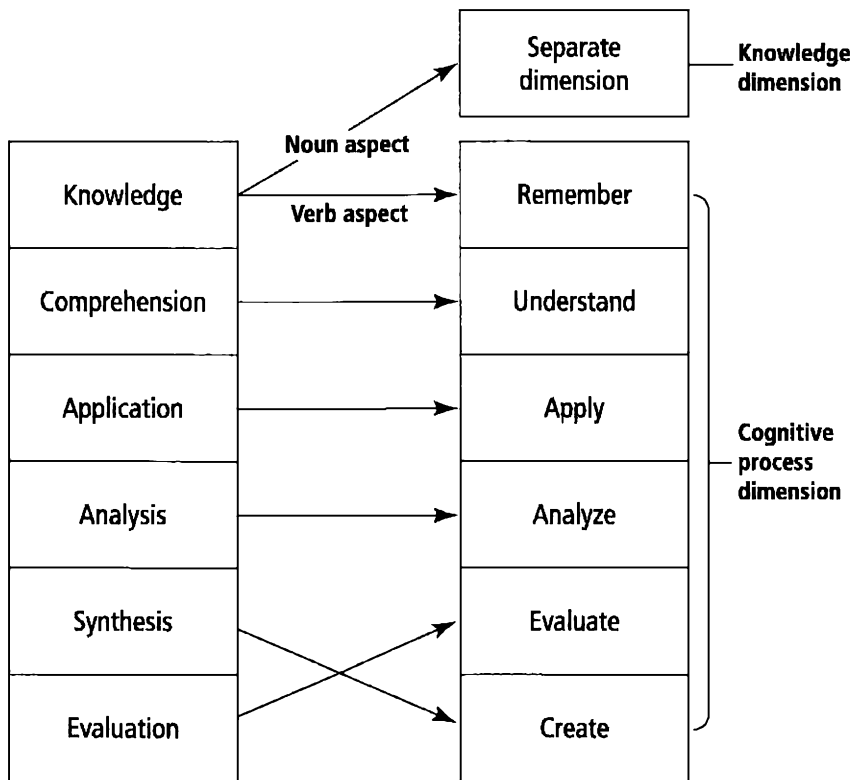 Separate
dimension
Knowledge
dimension
Noun aspect
Knowledge
Verb aspect
Remember
Comprehension
Understand
Application
Apply
Cognitive
process
dimension
Analysis
Analyze
Synthesis
Evaluate
Evaluation
Create